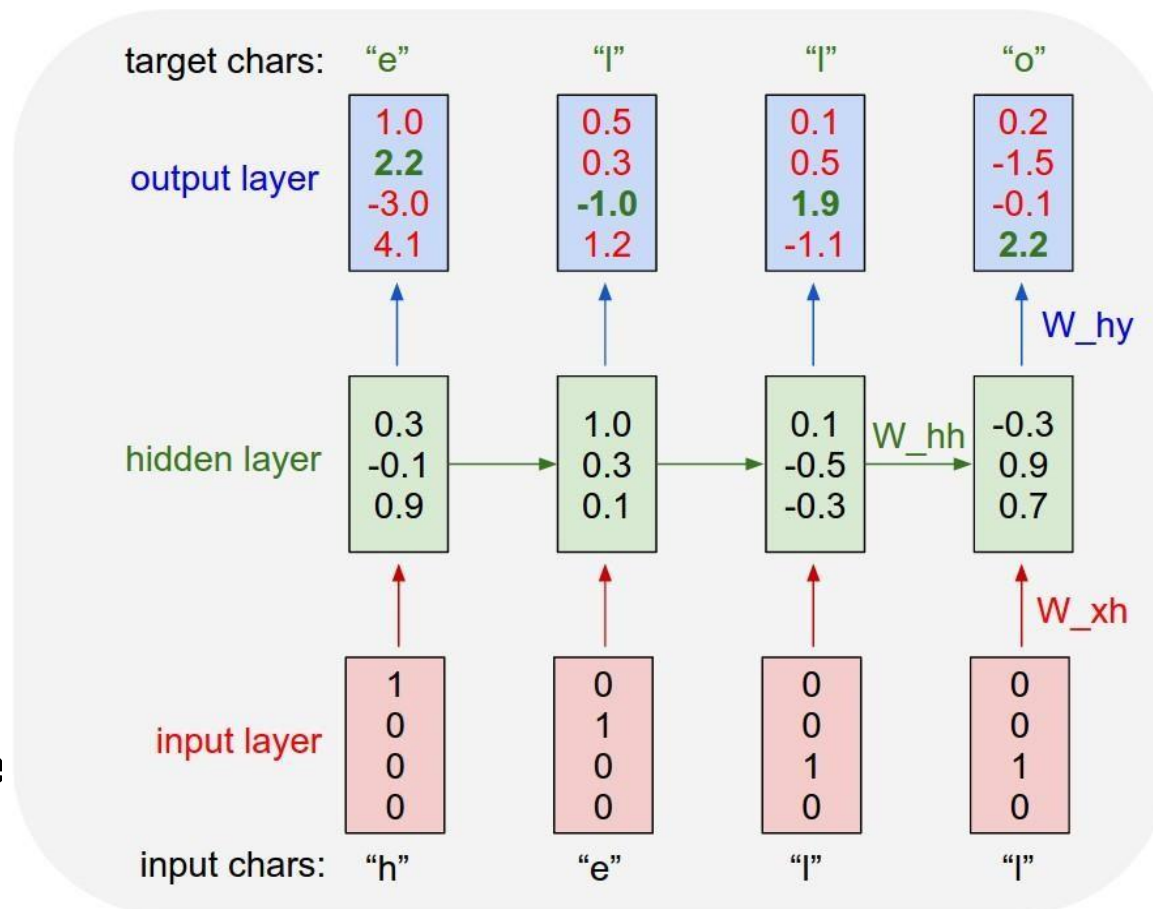 target chars: “e” “l” “l” “o”
1.0 0.5 0.1 0.2
2.2 0.3 0.5 -1.5
output layer
-3.0 -1.0 1.9 -0.1
4.1 1.2 -1.1 2.2
W_hy
0.3 1.0 0.1 -0.3
W_hh
hidden layer -0.1 0.3 -0.5 0.9
0.9 0.1 -0.3 0.7
W_xh
1 0 0 0
input layer 0 1 0 0
0 0 1 1
0 0 0 0
input chars: “h” “e” “l” “l”